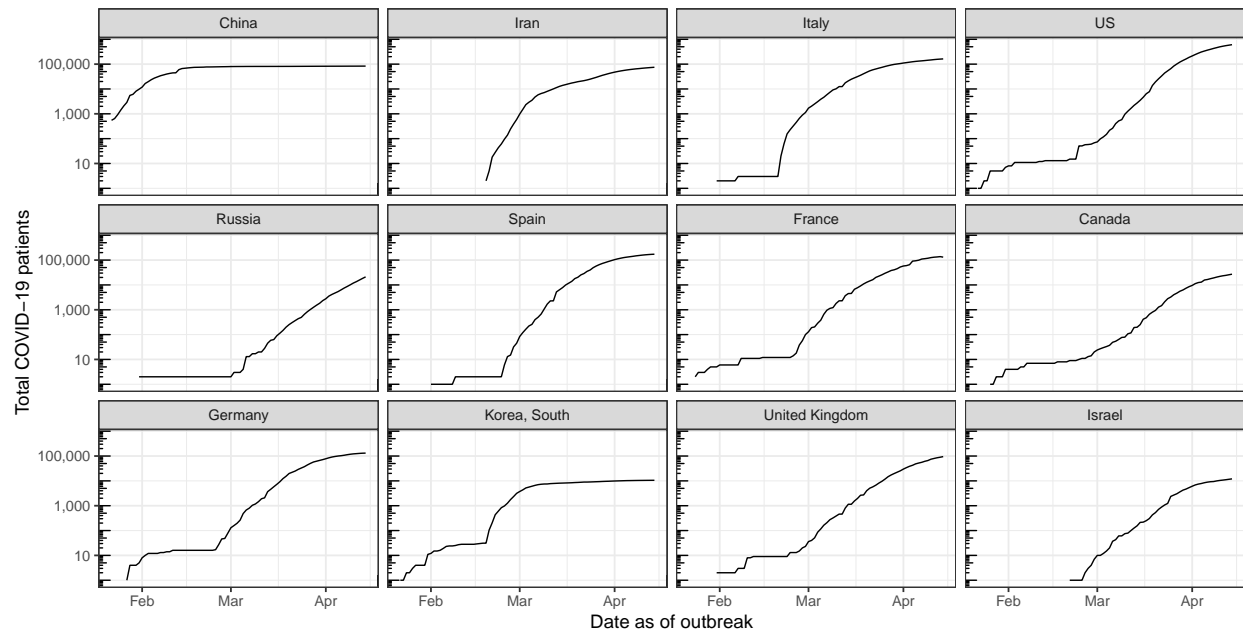 China Iran Italy US
100,000
1,000
10
Russia Spain France Canada
100,000
1,000
10
Germany Korea, South United Kingdom Israel
100,000
1,000
10
Feb Mar Apr Feb Mar Apr Feb Mar Apr Feb Mar Apr
Date as of outbreak
Total COVID−19 patients